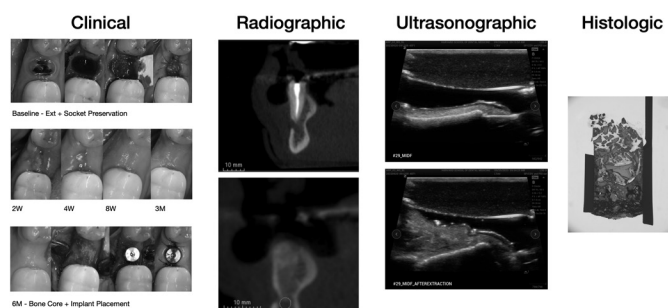 Clinical
Radiographic
Ultrasonographic
Histologic
Baseline - Ext + Socket Preservation
2W 4W 8W 3M
6M - Bone Core + Implant Placement
10 mm
10 mm
#29_MIDF
#29_MIDF_AFTEREXTRACTION